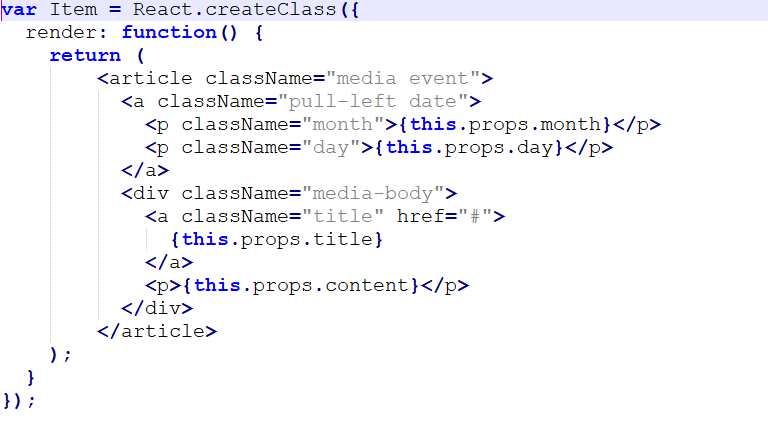 var Item = React.createClass({
  render: function() {
    return (
        <article className="media event">
          <a className="pull-left date">
            <p className="month">{this.props.month}</p>
            <p className="day">{this.props.day}</p>
          </a>
          <div className="media-body">
            <a className="title" href="#">
              {this.props.title}
            </a>
            <p>{this.props.content}</p>
          </div>
        </article>
    );
  }
});